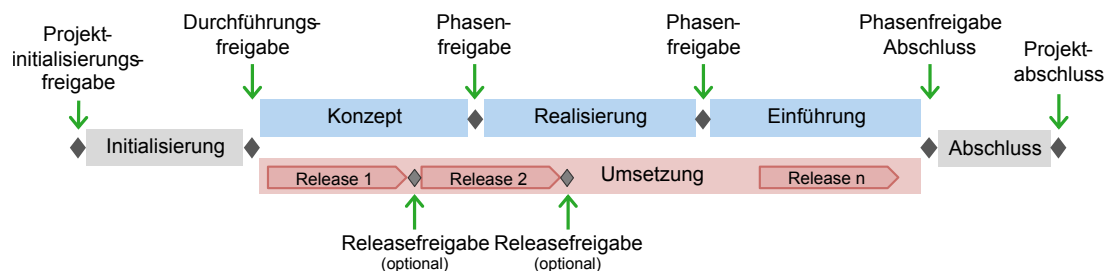 Projekt-
initialisierungs-
freigabe
Durchführungs-
freigabe
Phasen-
freigabe
Phasen-
freigabe
Phasenfreigabe
Abschluss
Projekt-
abschluss
Konzept
Realisierung
Einführung
Initialisierung
Abschluss
Release 1
Release 2
Umsetzung
Release n
Releasefreigabe
(optional)
Releasefreigabe
(optional)